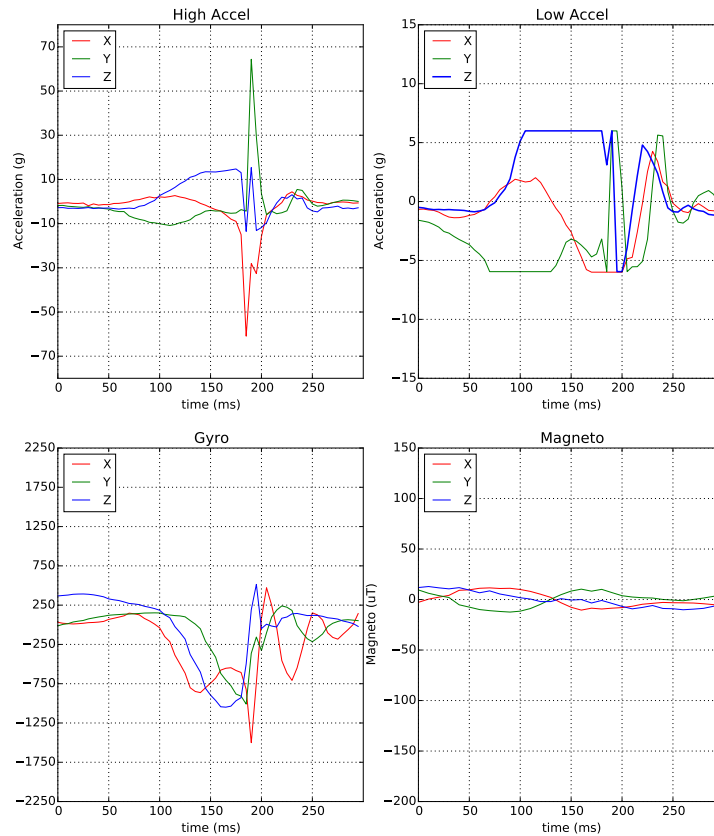 High Accel
70
50
30
10
−10
−30
−50
−70
Acceleration (g)
X
Y
Z
0 50 100 150 200 250
time (ms)
Low Accel
15
10
5
0
−5
−10
−15
Acceleration (g)
X
Y
Z
0 50 100 150 200 250
time (ms)
Gyro
2250
1750
1250
750
250
−250
−750
−1250
−1750
−2250
X
Y
Z
0 50 100 150 200 250
time (ms)
Magneto
150
100
50
0
−50
−100
−150
−200
Magneto (uT)
X
Y
Z
0 50 100 150 200 250
time (ms)